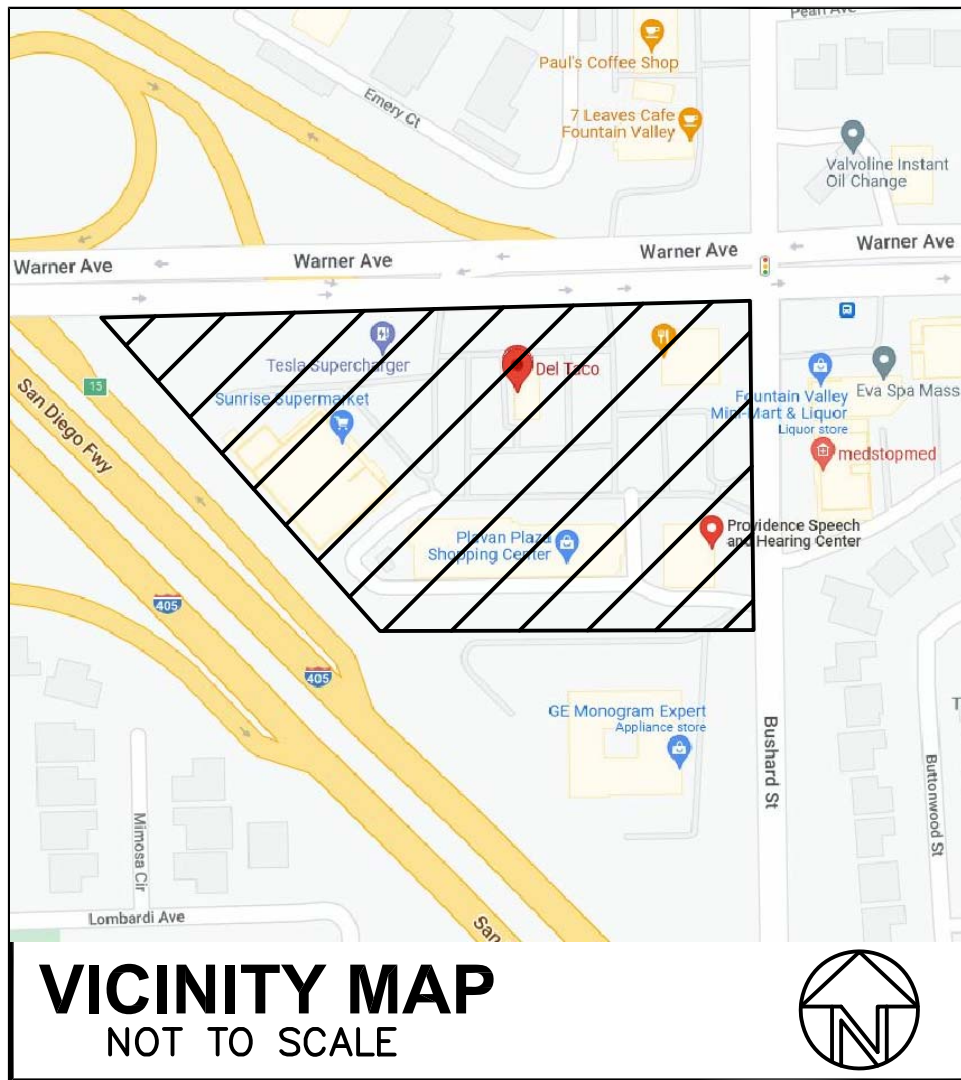 Pearl Ave
Paul's Coffee Shop
Emery Ct
7 Leaves Cafe
Fountain Valley
Valvoline Instant
Oil Change
Warner Ave
Warner Ave
Warner Ave
Warner Ave
Tesla Supercharger
Del Taco
15
San Diego Fwy
Sunrise Supermarket
Fountain Valley
Mini-Mart & Liquor
Liquor store
Eva Spa Mass
medstopmed
Providence Speech
and Hearing Center
Plavan Plaza
Shopping Center
405
405
GE Monogram Expert
Appliance store
Bushard St
T
Buttonwood St
Mimosa Cir
Lombardi Ave
San
VICINITY MAP
NOT TO SCALE
N